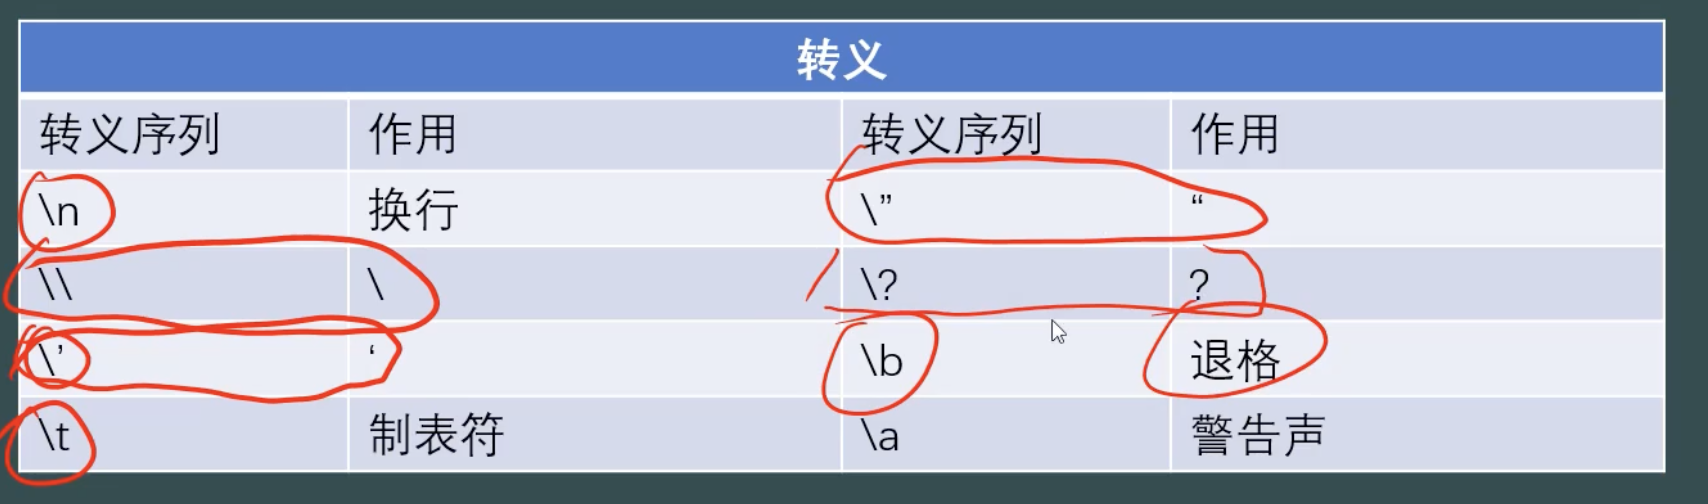 转义
转义序列 作用 转义序列 作用
\n 换行 \” “
\\ \ \? ?
\’ ‘ \b 退格
\t 制表符 \a 警告声